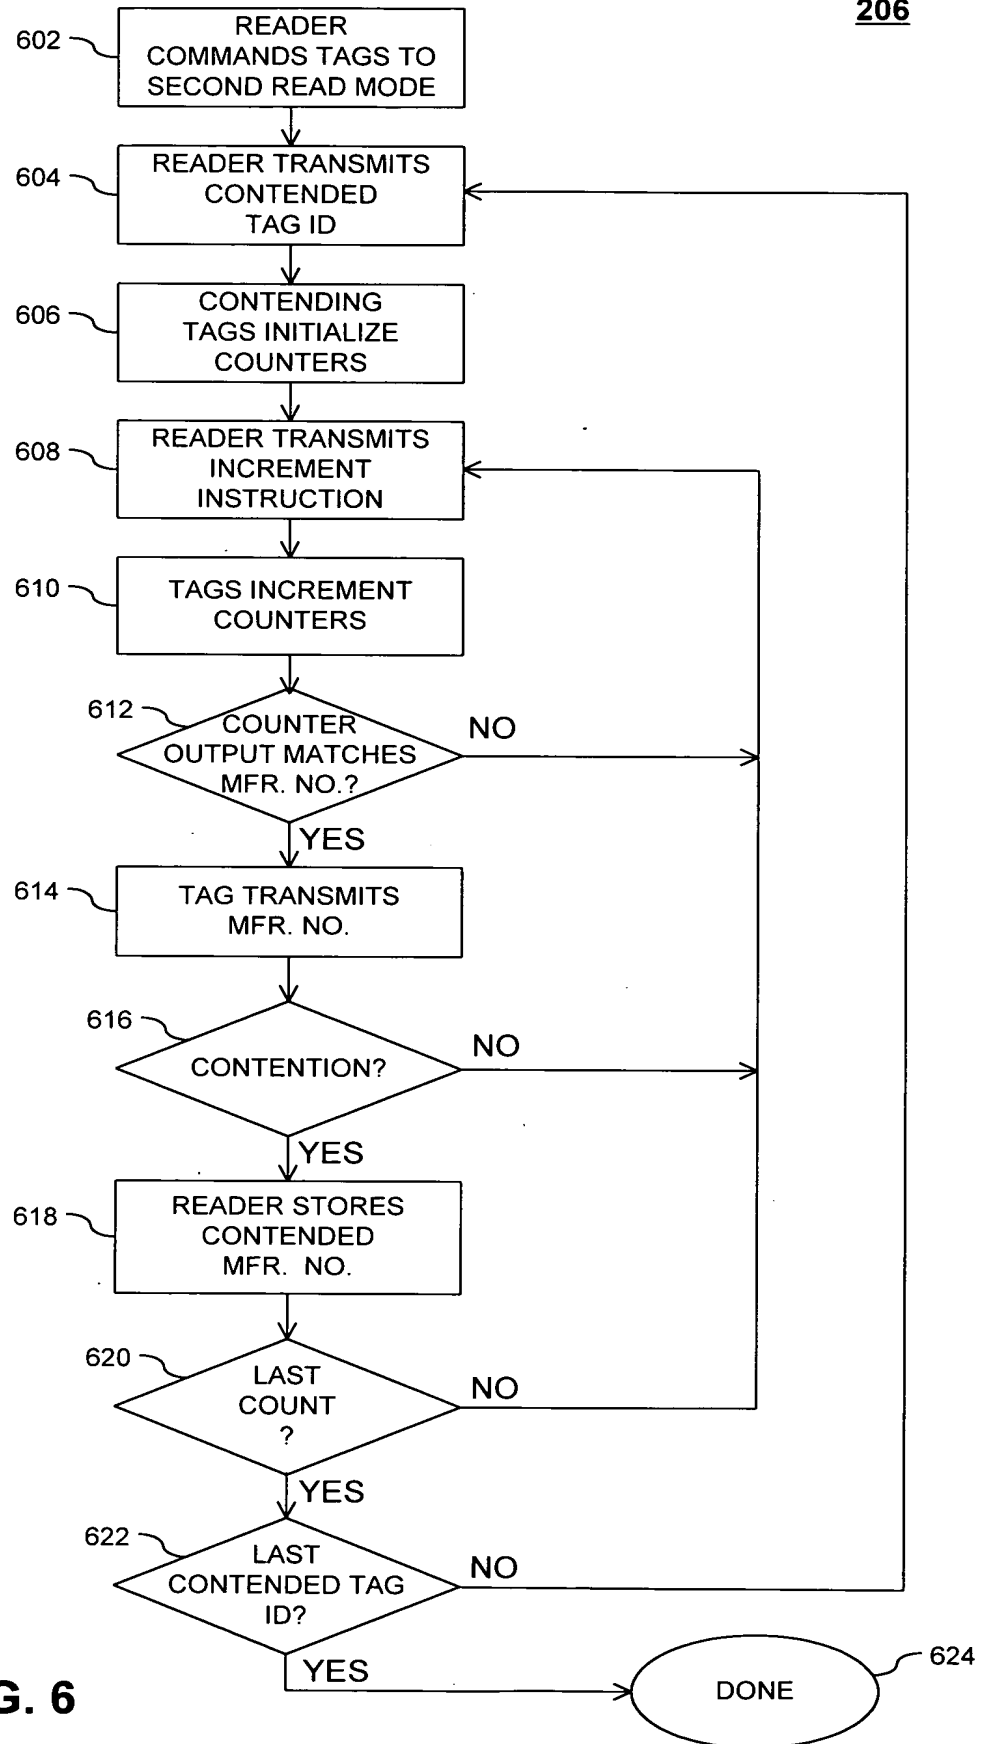 206
602
READER
COMMANDS TAGS TO
SECOND READ MODE
604
READER TRANSMITS
CONTENDED
TAG ID
606
CONTENDING
TAGS INITIALIZE
COUNTERS
608
READER TRANSMITS
INCREMENT
INSTRUCTION
610
TAGS INCREMENT
COUNTERS
612
COUNTER
OUTPUT MATCHES
MFR. NO.?
NO
YES
614
TAG TRANSMITS
MFR. NO.
616
CONTENTION?
NO
YES
618
READER STORES
CONTENDED
MFR. NO.
620
LAST
COUNT
?
NO
YES
622
LAST
CONTENDED TAG
ID?
NO
YES
624
DONE
G. 6